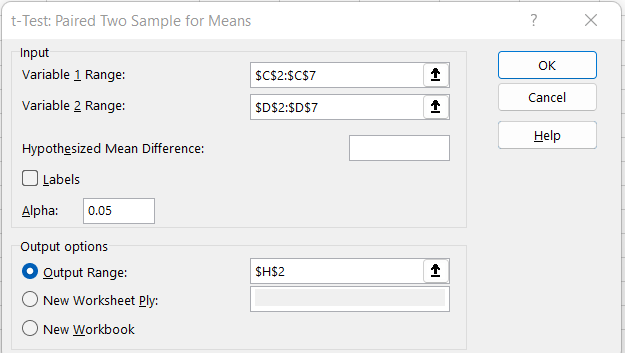 t-Test: Paired Two Sample for Means ?
Input
Variable 1 Range: $C$2:$C$7
Variable 2 Range: $D$2:$D$7
Hypothesized Mean Difference:
Labels
Alpha: 0.05
OK
Cancel
Help
Output options
Output Range: $H$2
New Worksheet Ply:
New Workbook